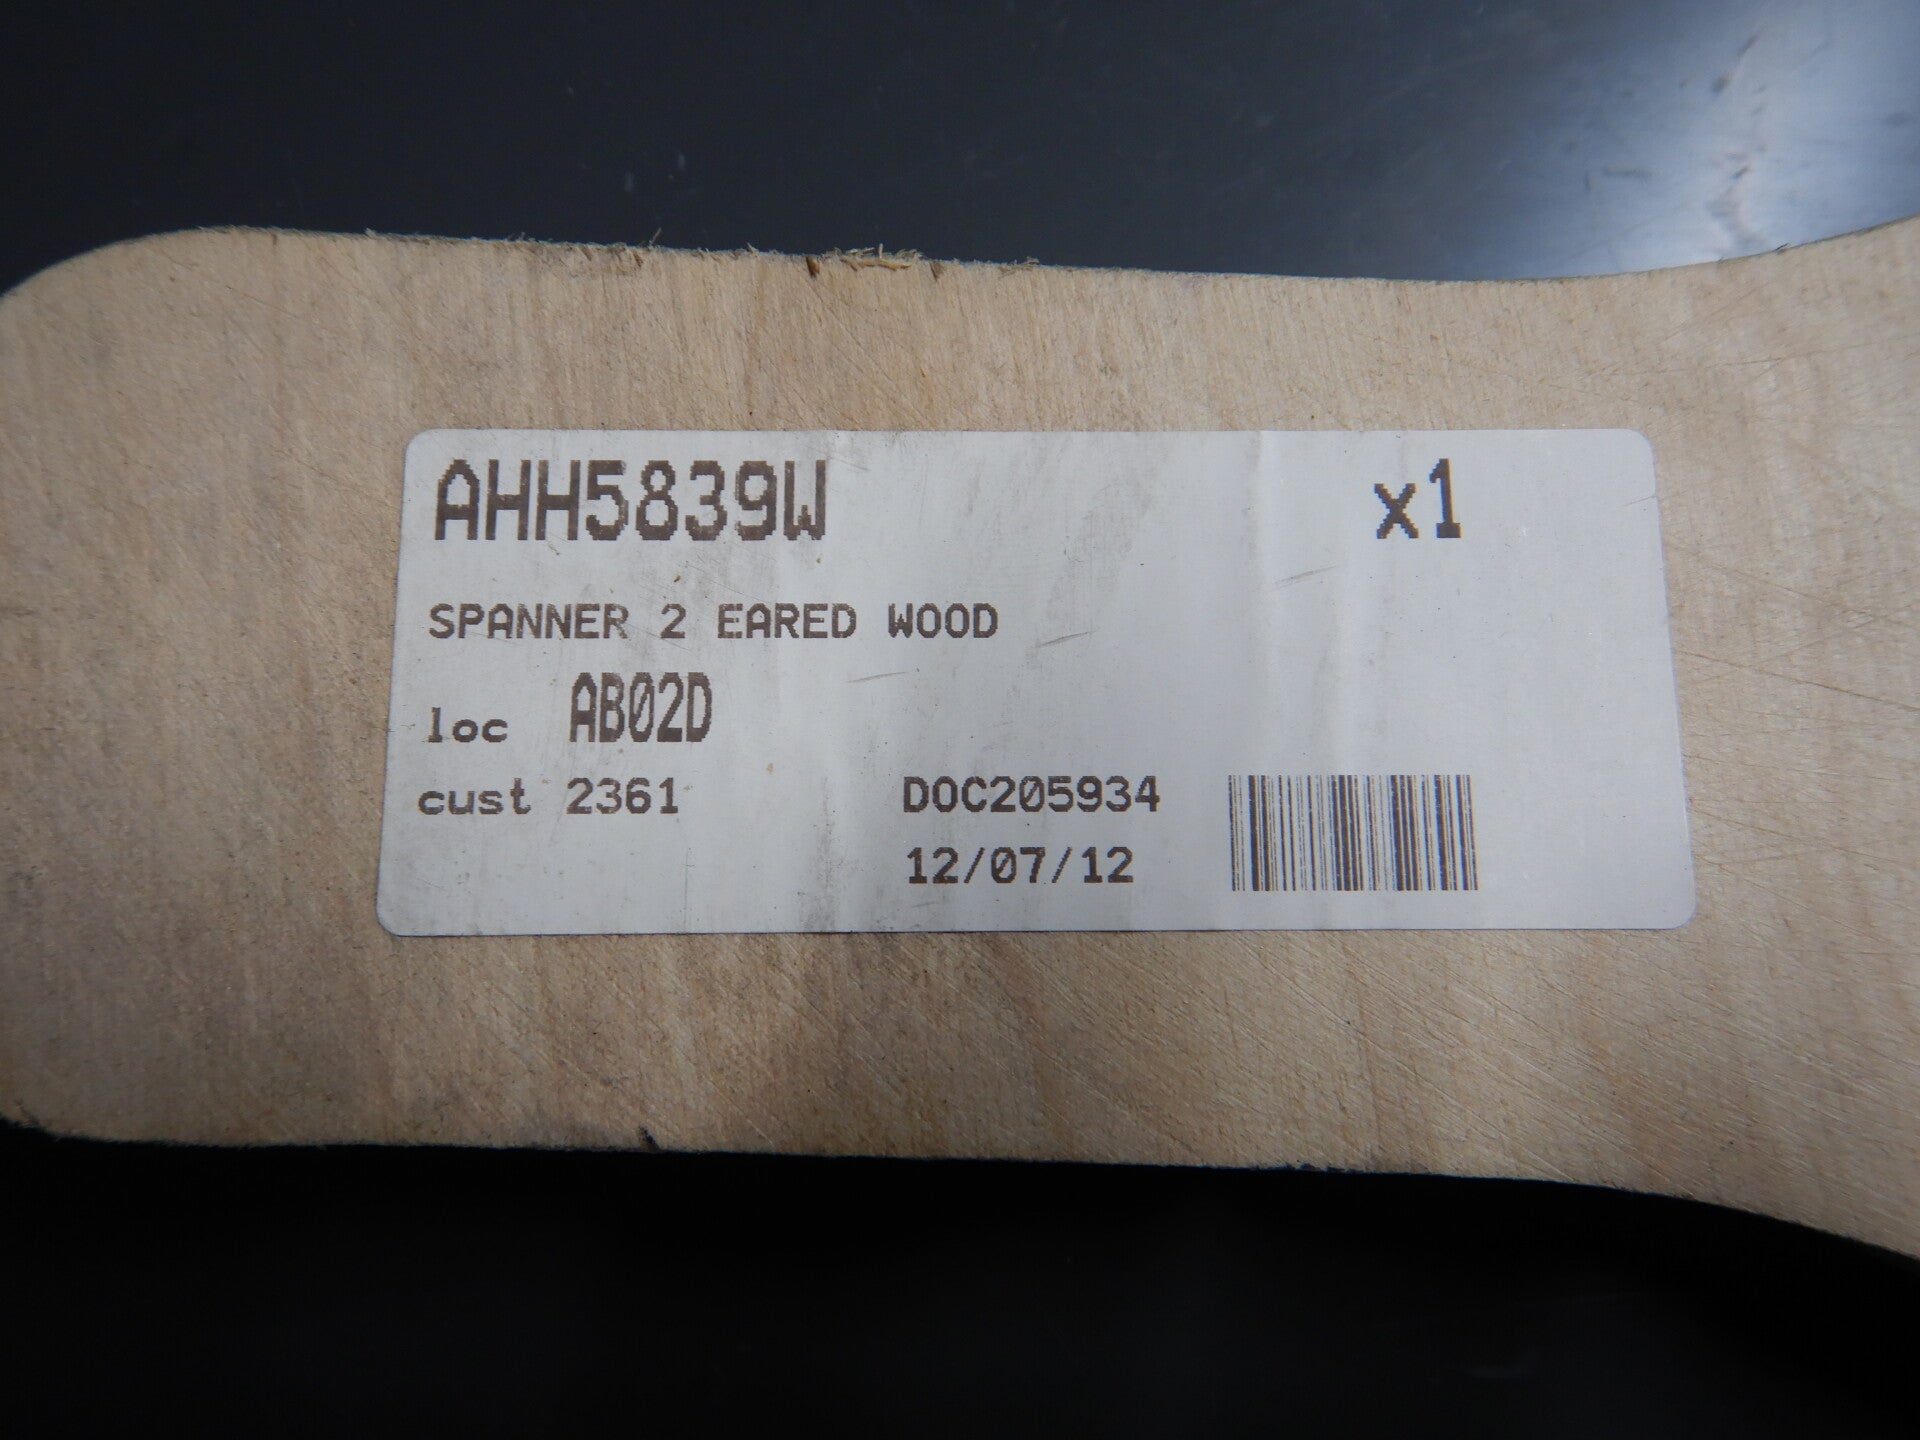 AHH5839W x1
SPANNER 2 EARED WOOD
loc AB02D
cust 2361 DOC205934
12/07/12